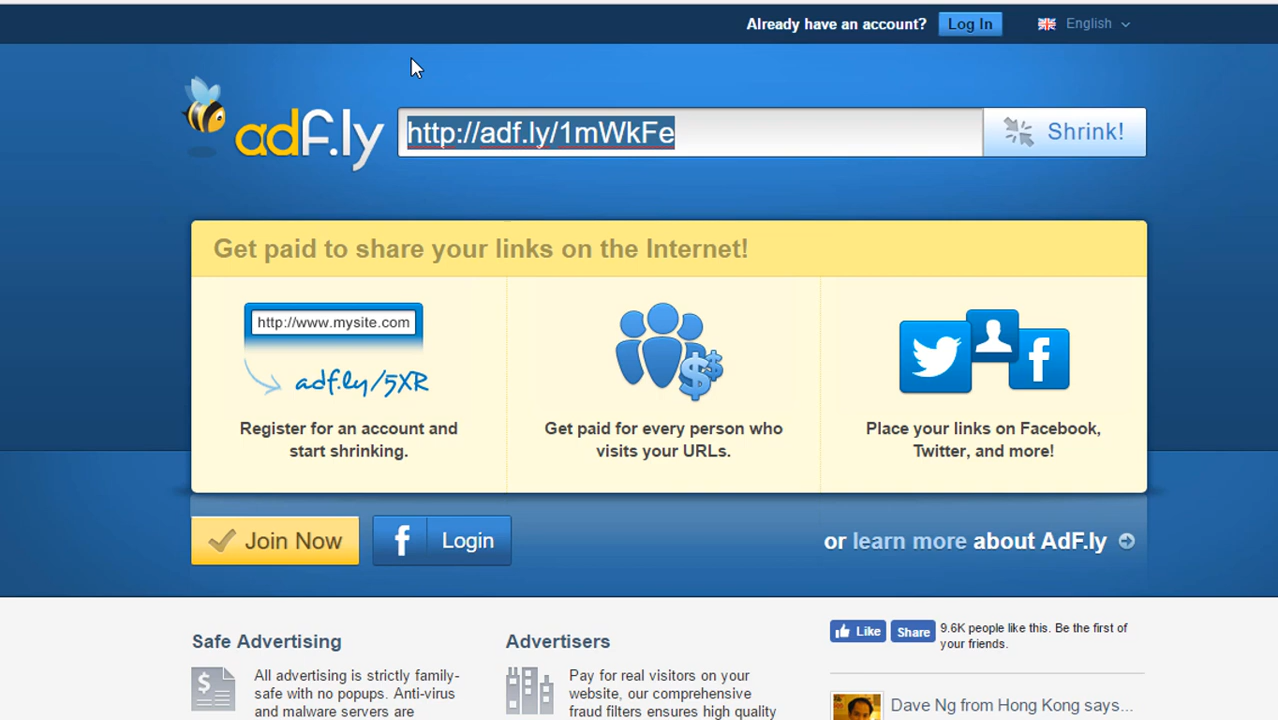 Already have an account? Log In English
adf.ly http://adf.ly/1mWkFe Shrink!
Get paid to share your links on the Internet!
http://www.mysite.com
adf.ly/5XR
Register for an account and
start shrinking.
Get paid for every person who
visits your URLs.
Place your links on Facebook,
Twitter, and more!
Join Now Login or learn more about AdF.ly
Safe Advertising
All advertising is strictly family-
safe with no popups. Anti-virus
and malware servers are
Advertisers
Pay for real visitors on your
website, our comprehensive
fraud filters ensures high quality
Like Share 9.6K people like this. Be the first of
your friends.
Dave Ng from Hong Kong says...